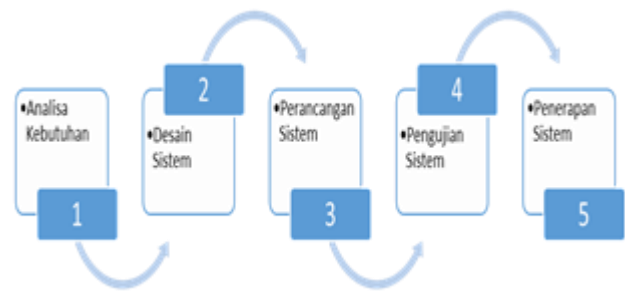 •Analisa
Kebutuhan
1
2
•Desain
Sistem
•Perancangan
Sistem
3
4
•Pengujian
Sistem
•Penerapan
Sistem
5